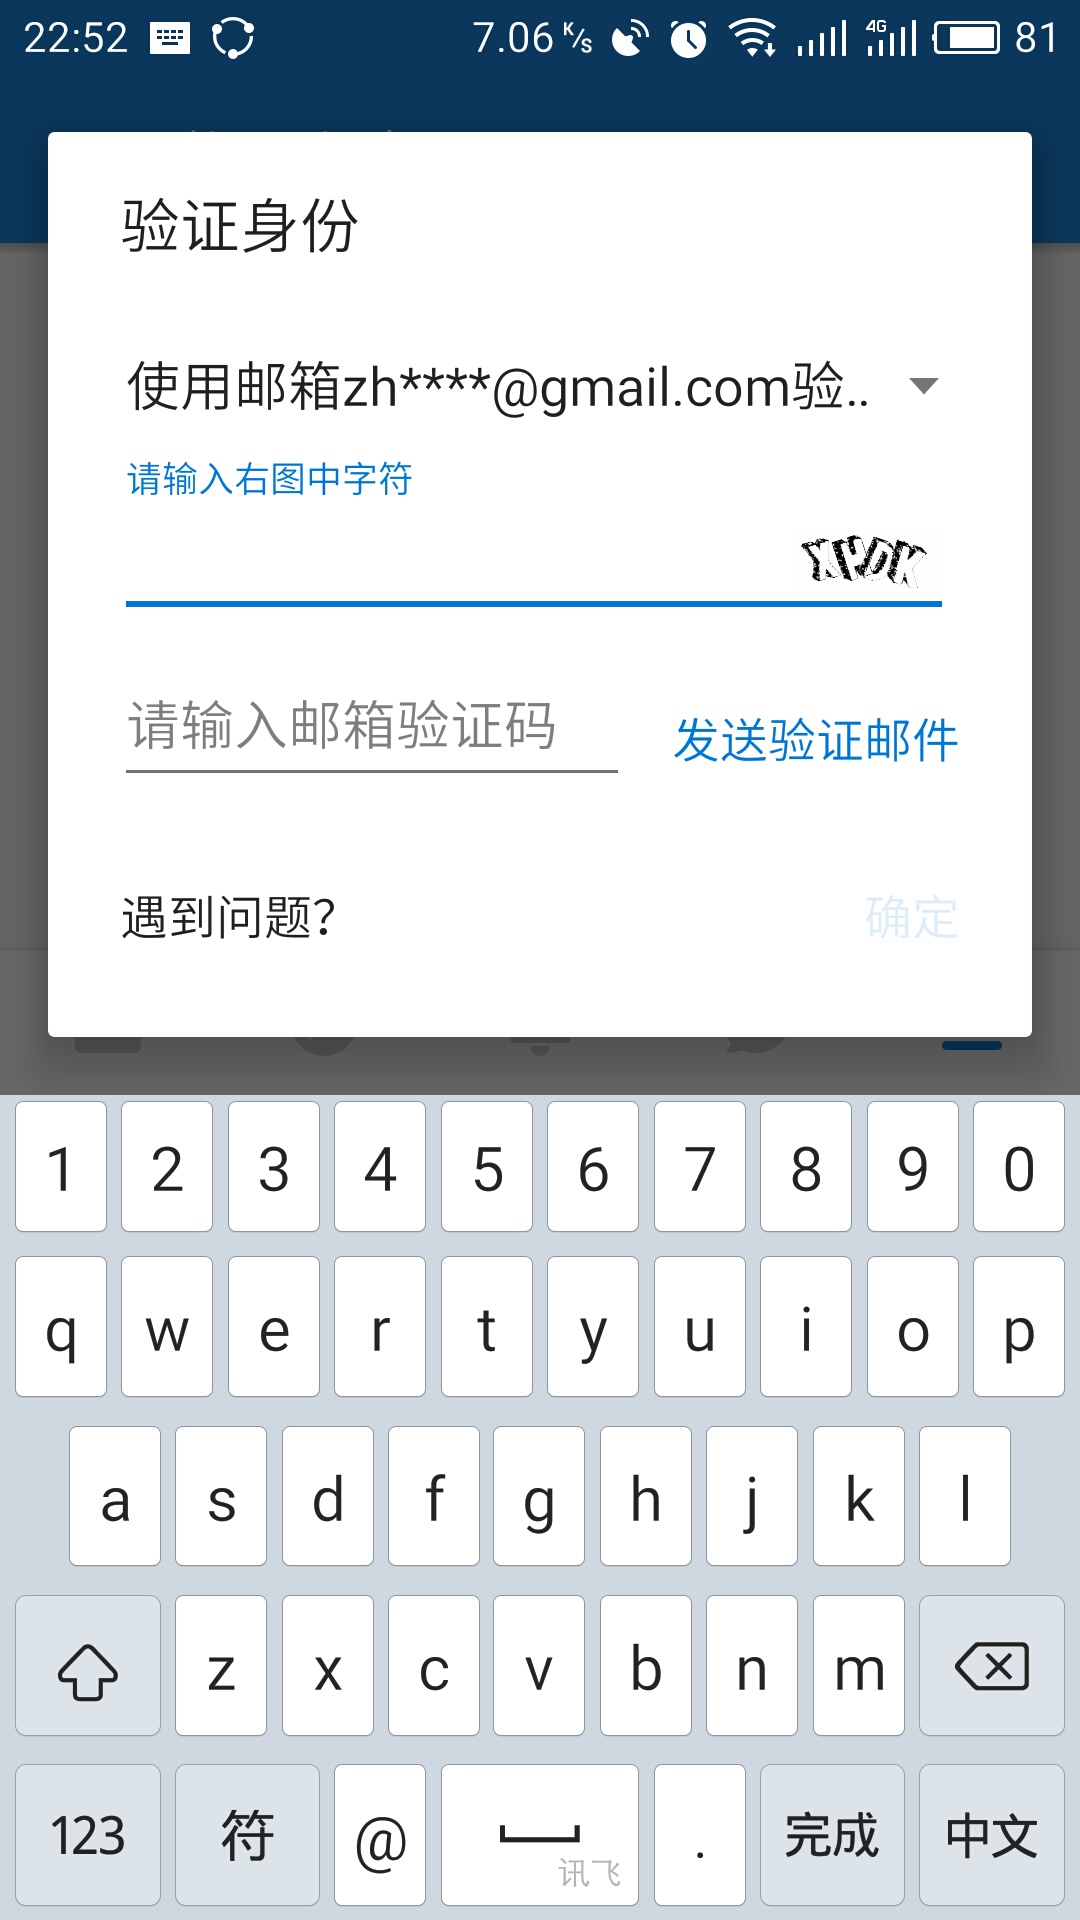 22:52 7.06 K/s 4G 81
验证身份
使用邮箱zh****@gmail.com验..
请输入右图中字符
XHDK
请输入邮箱验证码 发送验证邮件
遇到问题? 确定
1 2 3 4 5 6 7 8 9 0
q w e r t y u i o p
a s d f g h j k l
z x c v b n m
123 符 @ 讯飞 . 完成 中文